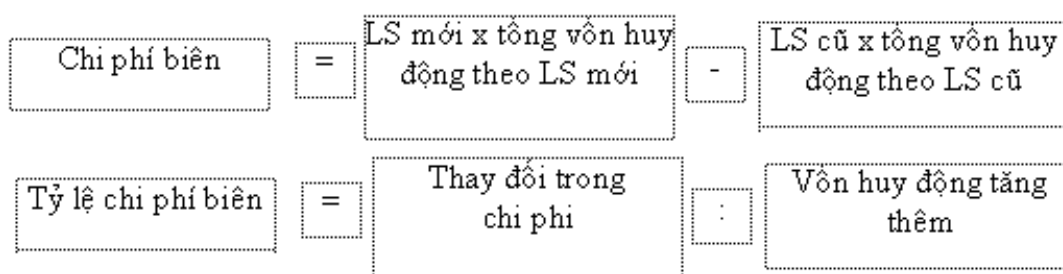 Chi phí biên = LS mới x tổng vốn huy động theo LS mới - LS cũ x tổng vốn huy động theo LS cũ
Tỷ lệ chi phí biên = Thay đổi trong chi phi : Vốn huy động tăng thêm